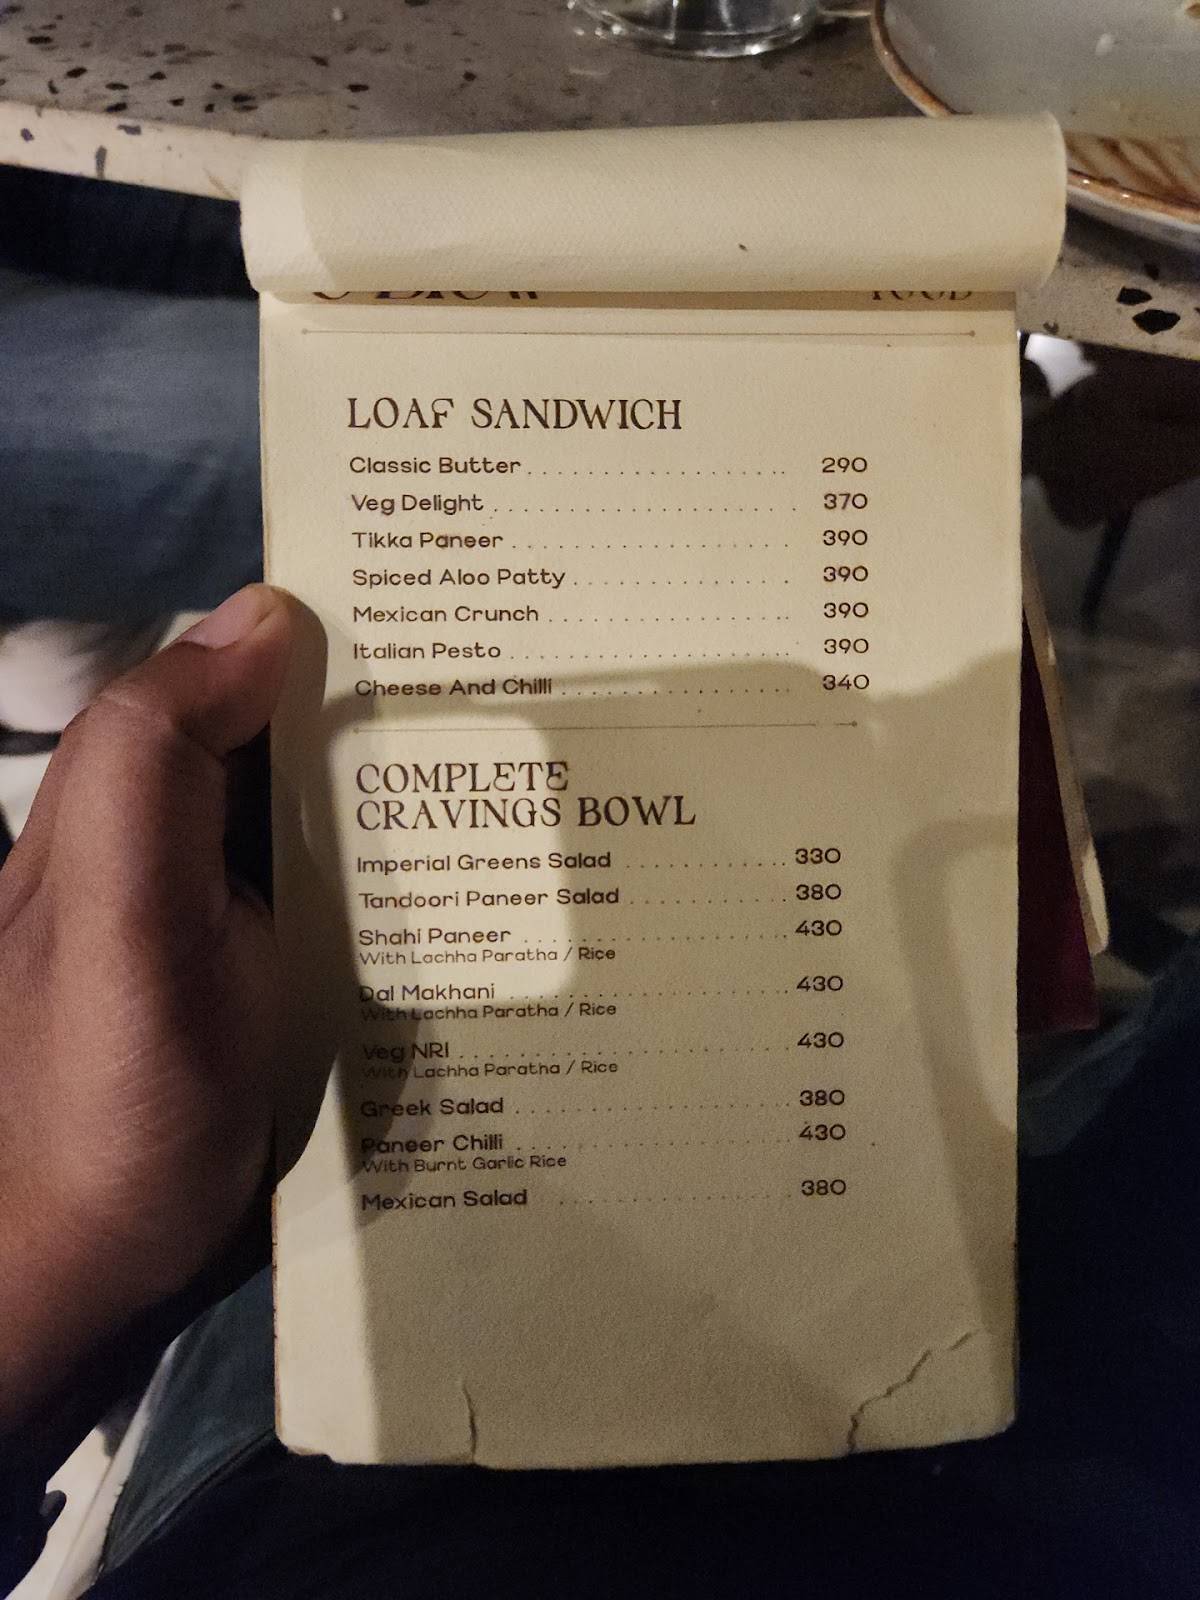 LOAF SANDWICH
Classic Butter . . . . . . . . . . . . . . . . . . . . 290
Veg Delight . . . . . . . . . . . . . . . . . . . . 370
Tikka Paneer . . . . . . . . . . . . . . . . . . . . 390
Spiced Aloo Patty . . . . . . . . . . . . . . . . 390
Mexican Crunch . . . . . . . . . . . . . . . . . . 390
Italian Pesto . . . . . . . . . . . . . . . . . . . . 390
Cheese And Chilli . . . . . . . . . . . . . . . . . 340
COMPLETE
CRAVINGS BOWL
Imperial Greens Salad . . . . . . . . . . . . 330
Tandoori Paneer Salad . . . . . . . . . . . 380
Shahi Paneer . . . . . . . . . . . . . . . . . . 430
With Lachha Paratha / Rice
Dal Makhani . . . . . . . . . . . . . . . . . . . 430
With Lachha Paratha / Rice
Veg NRI . . . . . . . . . . . . . . . . . . . . . . 430
With Lachha Paratha / Rice
Greek Salad . . . . . . . . . . . . . . . . . . . 380
Paneer Chilli . . . . . . . . . . . . . . . . . . . 430
With Burnt Garlic Rice
Mexican Salad . . . . . . . . . . . . . . . . 380